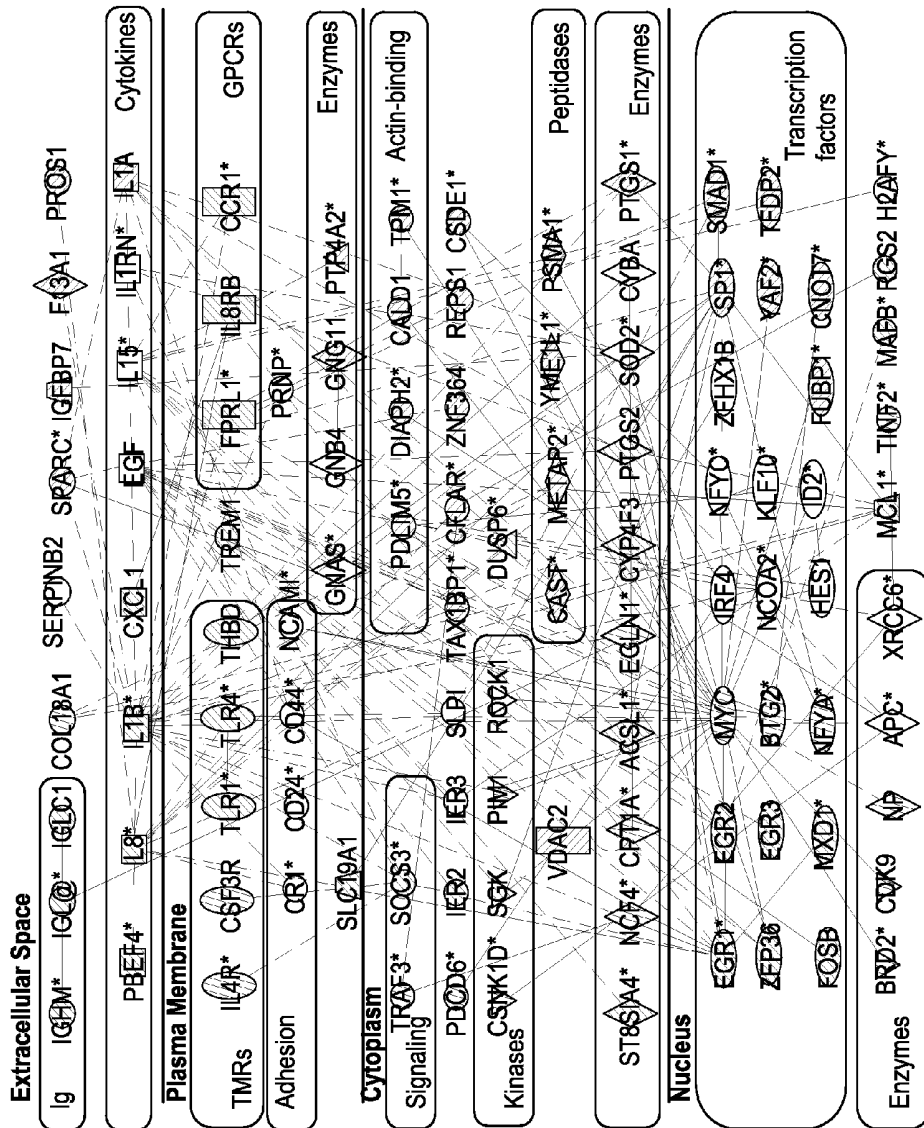 Extracellular Space
Ig IGHM* IGL@* IGLC1 COL18A1 SERPINB2 SPARC* IGFBP7 F13A1 PROS1
PBEF1* IL8* IL1B* CXCL1 EGF IL15* IL1RN* IL1A Cytokines
Plasma Membrane
TMRs IL4R* CSF3R TLR1* TLR4* THBD TREM1 FPRL1* IL8RB CCR1* GPCRs
Adhesion CR1* CD24* CD44* NCAM1* PRNP*
SLC19A1 GNAS* GNB4 GNG11 PTP4A2* Enzymes
Cytoplasm
Signaling TRAF3* SOCS3* PDLIM5* DIAPH2* CALD1 TPM1* Actin-binding
PDCD6* IER2 IER3 SLPI TAX1BP1* CFLAR* ZNF364 REPS1 CSDE1*
Kinases CSNK1D* SGK PIM1 ROCK1 DUSP6*
VDAC2 CAST* METAP2* YME1L1* PSMA1* Peptidases
ST8SIA4* NCF4* CPT1A* ACSL1* EGLN1* CYP4F3 PTGS2 SOD2* CYBA PTGS1* Enzymes
Nucleus
EGR1* EGR2 MYC IRF4 NFYC* ZFHX1B SP1* SMAD1*
ZFP36 EGR3 BTG2* NCOA2* KLF10* YAF2* TFDP2*
FOSB MXD1* NFYA* HES1 ID2* FUBP1* CNOT7* Transcription
factors
Enzymes BRD2* CDK9 NP APC* XRCC6* MCL1* TINF2* MAFB* RGS2 H2AFY*